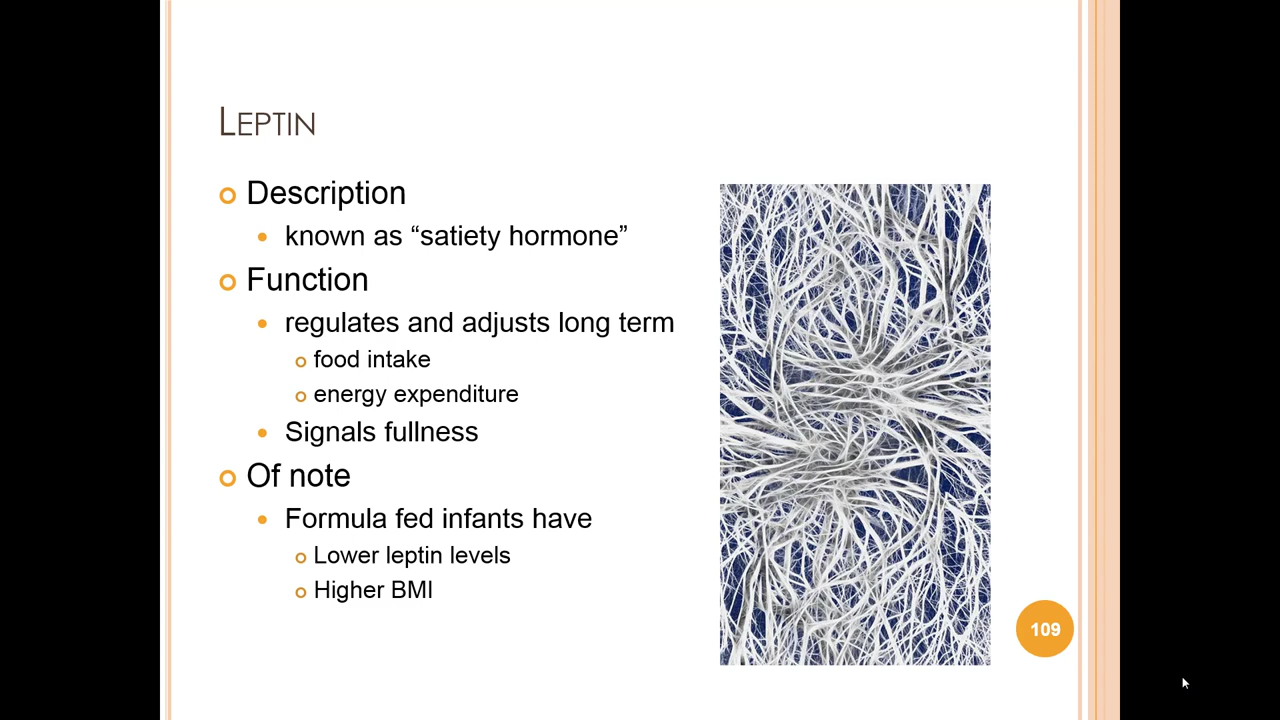 LEPTIN
Description
known as “satiety hormone”
Function
regulates and adjusts long term
food intake
energy expenditure
Signals fullness
Of note
Formula fed infants have
Lower leptin levels
Higher BMI
109